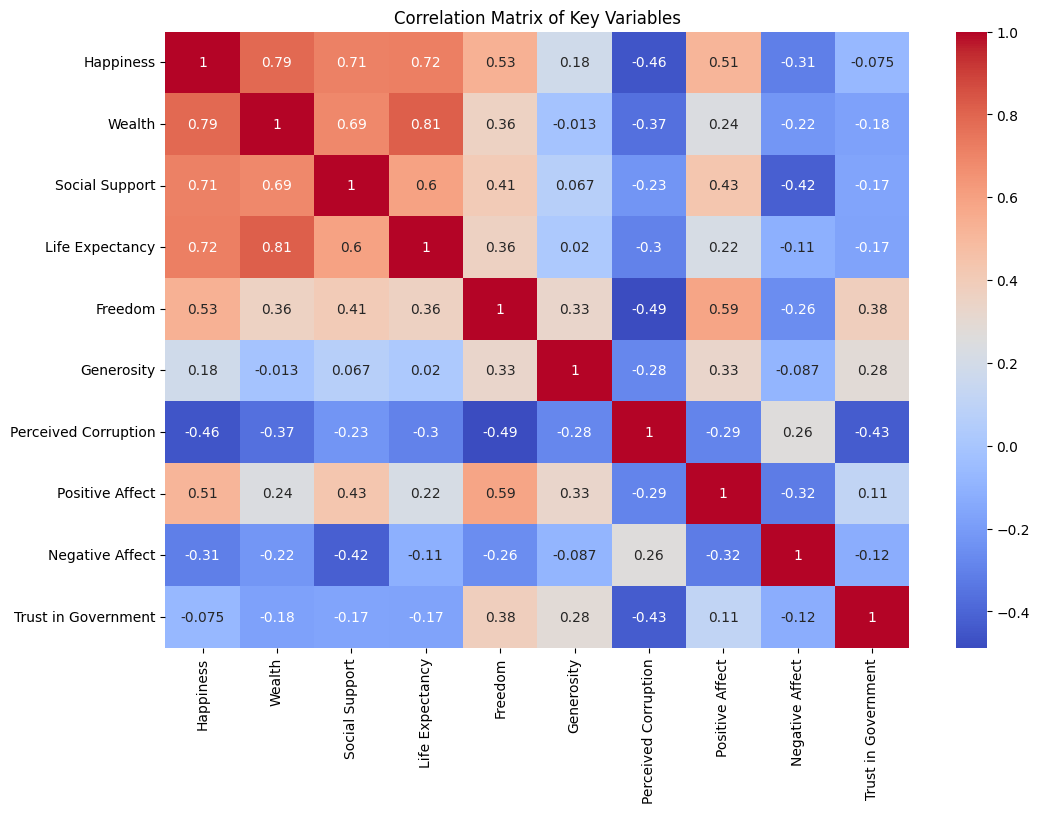 Correlation Matrix of Key Variables
Happiness 1 0.79 0.71 0.72 0.53 0.18 -0.46 0.51 -0.31 -0.075
Wealth 0.79 1 0.69 0.81 0.36 -0.013 -0.37 0.24 -0.22 -0.18
Social Support 0.71 0.69 1 0.6 0.41 0.067 -0.23 0.43 -0.42 -0.17
Life Expectancy 0.72 0.81 0.6 1 0.36 0.02 -0.3 0.22 -0.11 -0.17
Freedom 0.53 0.36 0.41 0.36 1 0.33 -0.49 0.59 -0.26 0.38
Generosity 0.18 -0.013 0.067 0.02 0.33 1 -0.28 0.33 -0.087 0.28
Perceived Corruption -0.46 -0.37 -0.23 -0.3 -0.49 -0.28 1 -0.29 0.26 -0.43
Positive Affect 0.51 0.24 0.43 0.22 0.59 0.33 -0.29 1 -0.32 0.11
Negative Affect -0.31 -0.22 -0.42 -0.11 -0.26 -0.087 0.26 -0.32 1 -0.12
Trust in Government -0.075 -0.18 -0.17 -0.17 0.38 0.28 -0.43 0.11 -0.12 1
Happiness
Wealth
Social Support
Life Expectancy
Freedom
Generosity
Perceived Corruption
Positive Affect
Negative Affect
Trust in Government
1.0
0.8
0.6
0.4
0.2
0.0
−0.2
−0.4